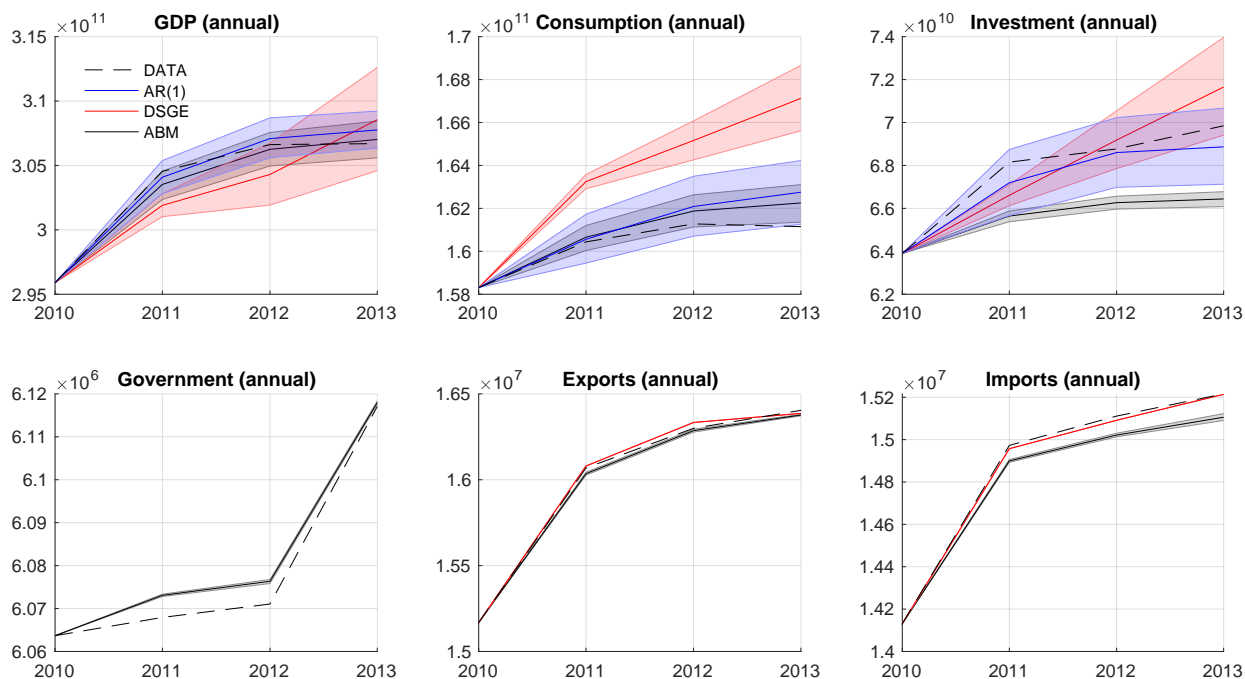 ×10^11 GDP (annual)
3.15
3.1
3.05
3
2.95
DATA
AR(1)
DSGE
ABM
2010 2011 2012 2013
×10^11 Consumption (annual)
1.7
1.68
1.66
1.64
1.62
1.6
1.58
2010 2011 2012 2013
×10^10 Investment (annual)
7.4
7.2
7
6.8
6.6
6.4
6.2
2010 2011 2012 2013
×10^6 Government (annual)
6.12
6.11
6.1
6.09
6.08
6.07
6.06
2010 2011 2012 2013
×10^7 Exports (annual)
1.65
1.6
1.55
1.5
2010 2011 2012 2013
×10^7 Imports (annual)
1.52
1.5
1.48
1.46
1.44
1.42
1.4
2010 2011 2012 2013